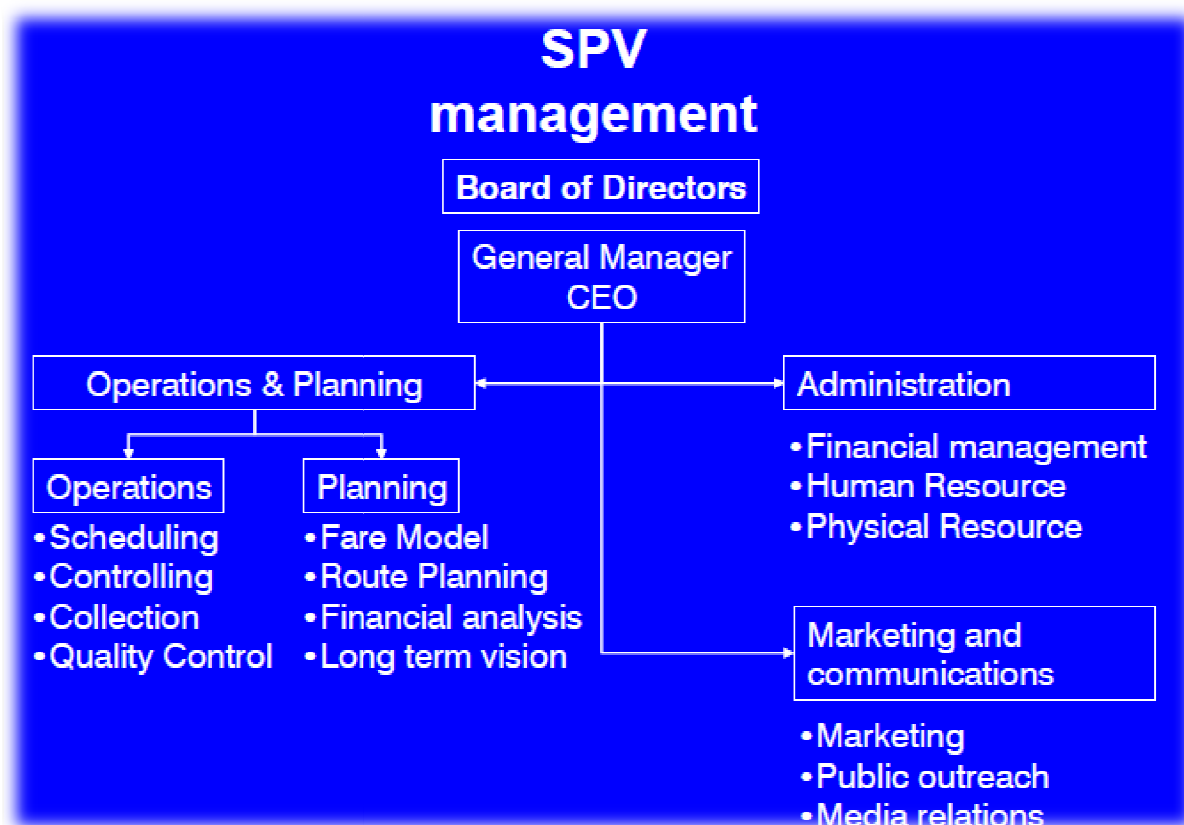 SPV
management
Board of Directors
General Manager
CEO
Operations & Planning
Administration
•Financial management
•Human Resource
•Physical Resource
Operations
•Scheduling
•Controlling
•Collection
•Quality Control
Planning
•Fare Model
•Route Planning
•Financial analysis
•Long term vision
Marketing and
communications
•Marketing
•Public outreach
•Media relations